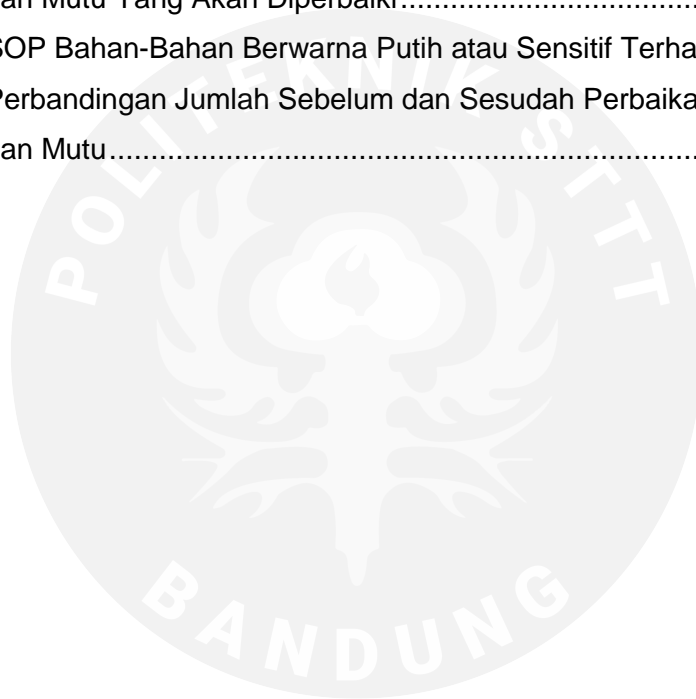 an Mutu Yang Akan Diperbaiki
SOP Bahan-Bahan Berwarna Putih atau Sensitif Terha
Perbandingan Jumlah Sebelum dan Sesudah Perbaika
an Mutu
POLITEKNIK STTT
BANDUNG